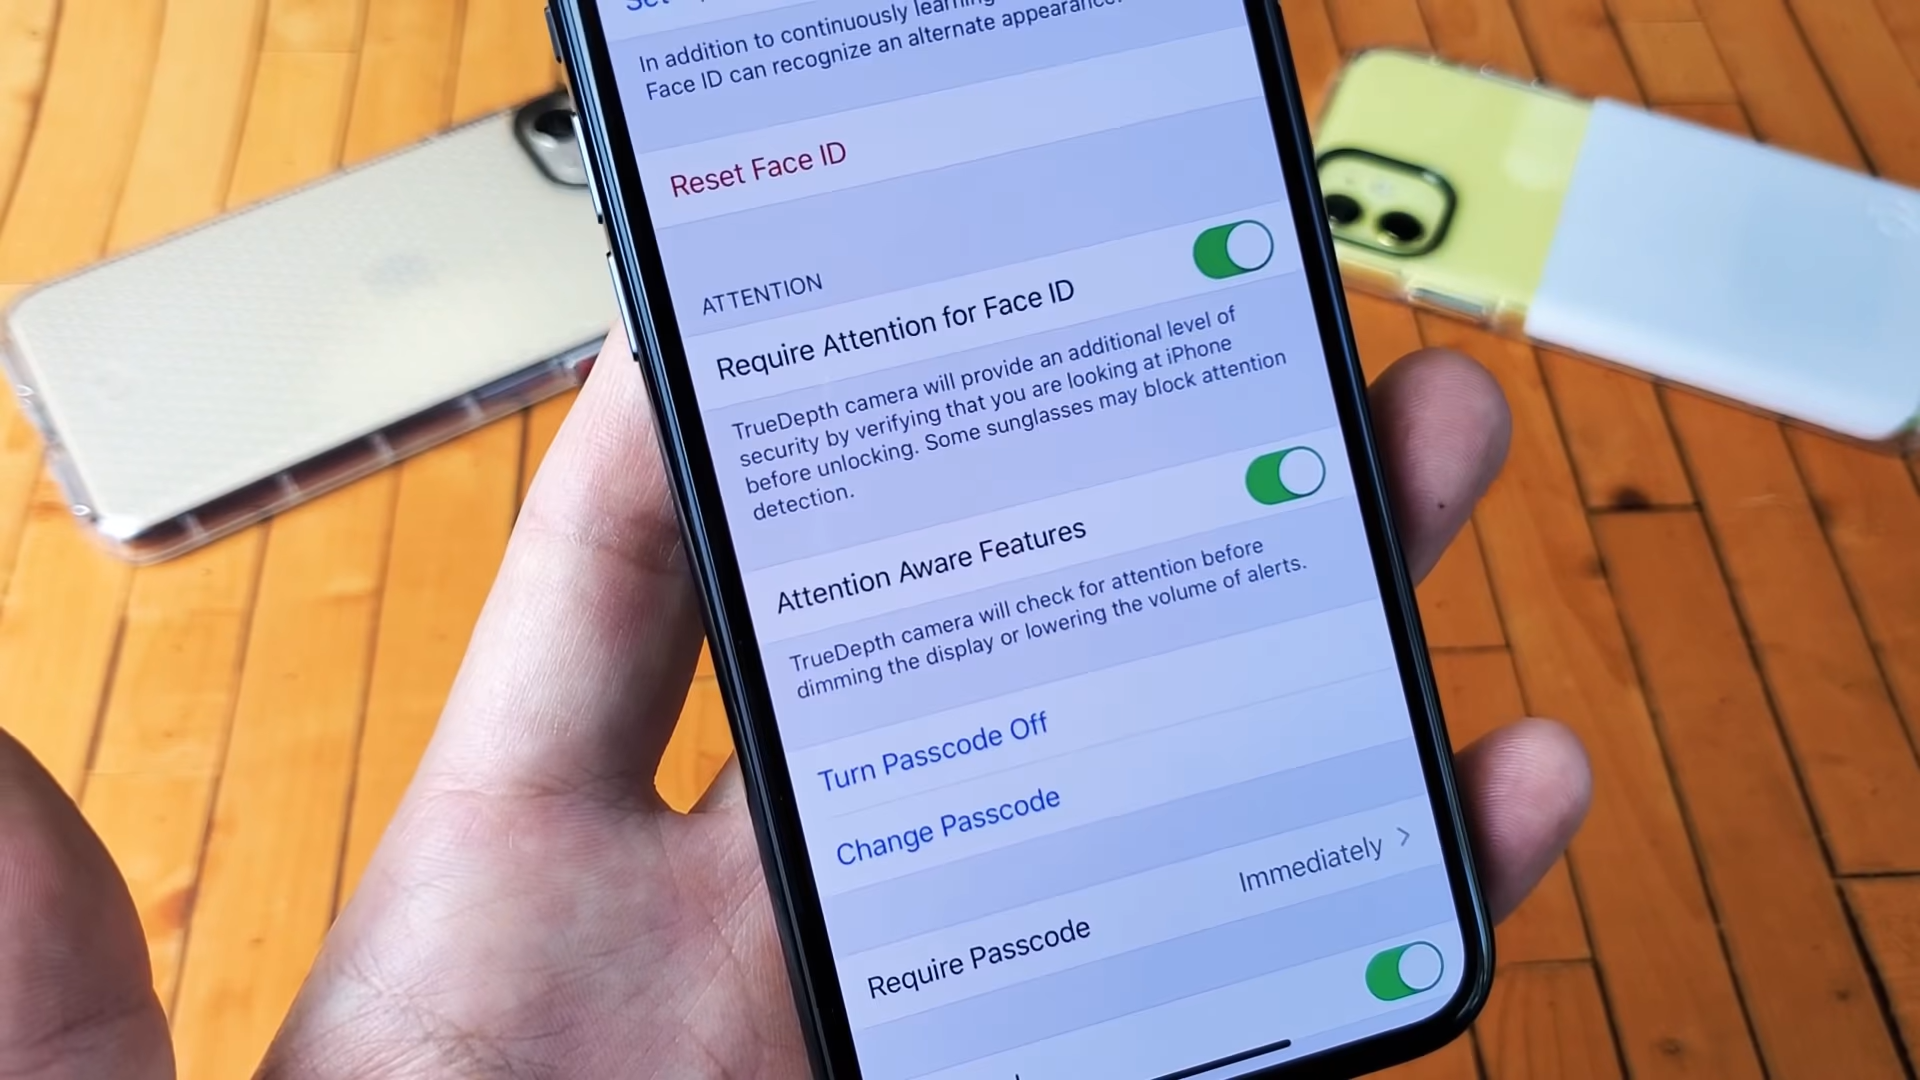 Set
In addition to continuously learning
Face ID can recognize an alternate appearance.
Reset Face ID
ATTENTION
Require Attention for Face ID
TrueDepth camera will provide an additional level of
security by verifying that you are looking at iPhone
before unlocking. Some sunglasses may block attention
detection.
Attention Aware Features
TrueDepth camera will check for attention before
dimming the display or lowering the volume of alerts.
Turn Passcode Off
Change Passcode
Require Passcode Immediately >